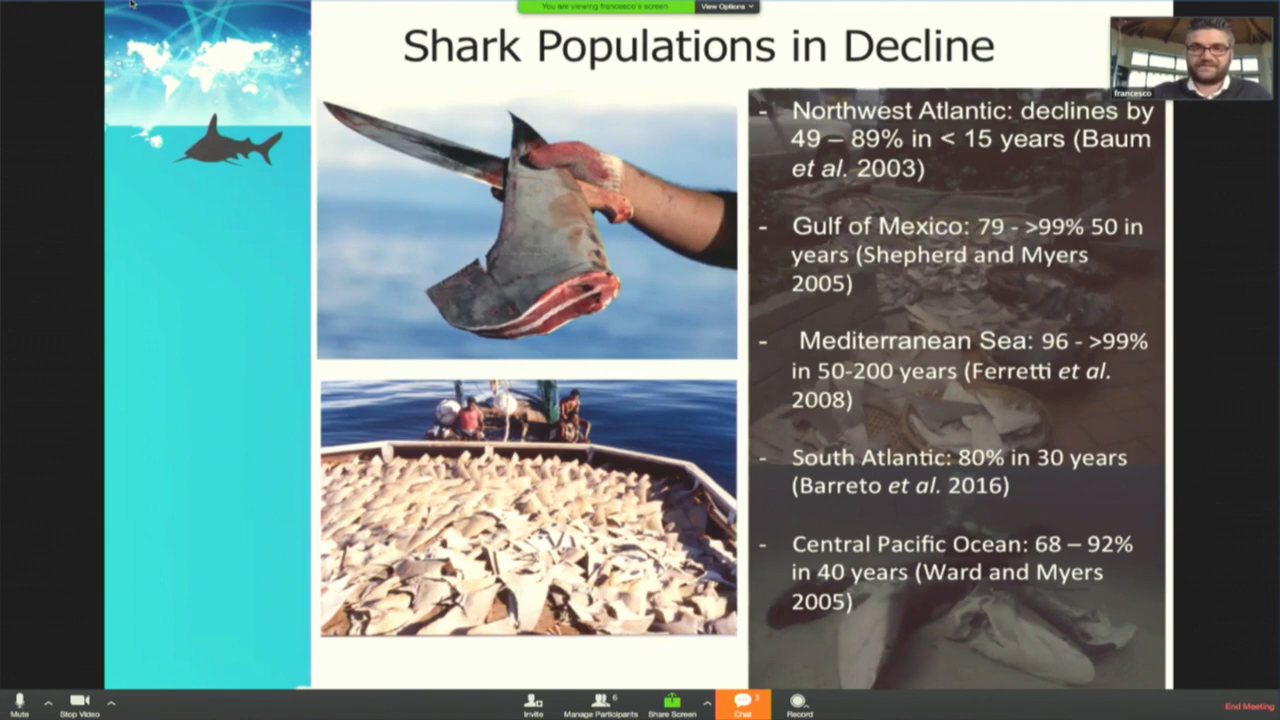 You are viewing francesco's screen
View Options
Shark Populations in Decline
francesco
- Northwest Atlantic: declines by
49 – 89% in < 15 years (Baum
et al. 2003)
- Gulf of Mexico: 79 - >99% 50 in
years (Shepherd and Myers
2005)
- Mediterranean Sea: 96 - >99%
in 50-200 years (Ferretti et al.
2008)
- South Atlantic: 80% in 30 years
(Barreto et al. 2016)
- Central Pacific Ocean: 68 – 92%
in 40 years (Ward and Myers
2005)
Mute
Stop Video
Invite
6
Manage Participants
Share Screen
3
Chat
Record
End Meeting